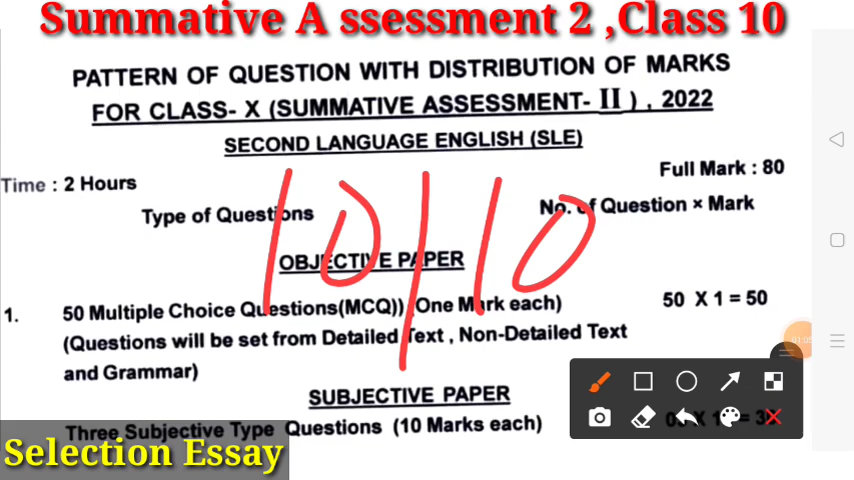 Summative A ssessment 2 ,Class 10
PATTERN OF QUESTION WITH DISTRIBUTION OF MARKS
FOR CLASS- X (SUMMATIVE ASSESSMENT- II ) , 2022
SECOND LANGUAGE ENGLISH (SLE)
Time : 2 Hours
Full Mark : 80
Type of Questions
No. of Question × Mark
10/10
OBJECTIVE PAPER
1. 50 Multiple Choice Questions(MCQ)) (One Mark each) 50 X 1 = 50
(Questions will be set from Detailed Text , Non-Detailed Text
and Grammar)
SUBJECTIVE PAPER
Three Subjective Type Questions (10 Marks each)
Selection Essay